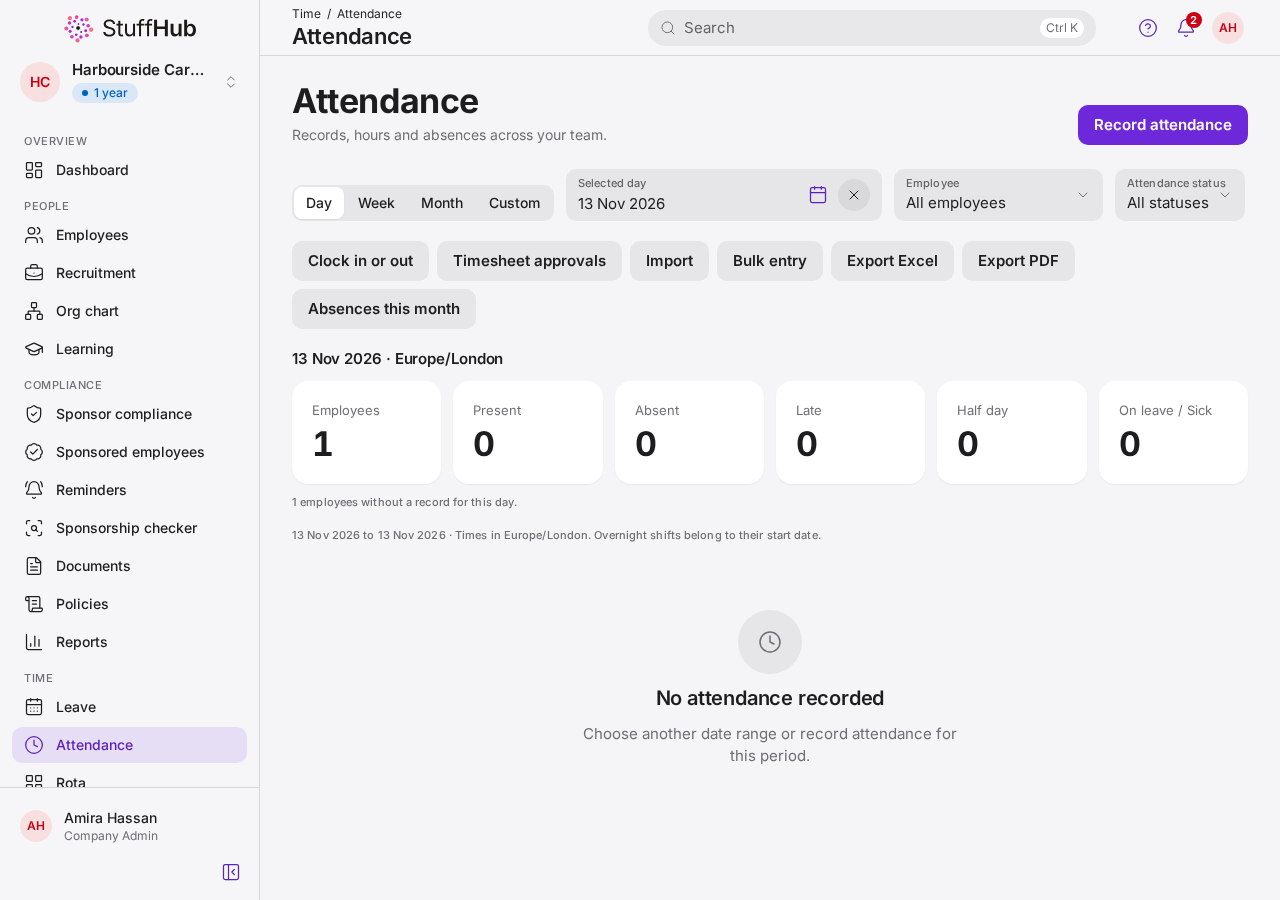 StuffHub
HC
Harbourside Car...
1 year
OVERVIEW
Dashboard
PEOPLE
Employees
Recruitment
Org chart
Learning
COMPLIANCE
Sponsor compliance
Sponsored employees
Reminders
Sponsorship checker
Documents
Policies
Reports
TIME
Leave
Attendance
Rota
AH
Amira Hassan
Company Admin
Time / Attendance
Attendance
Search
Ctrl K
2
AH
Attendance
Records, hours and absences across your team.
Record attendance
Day Week Month Custom
Selected day
13 Nov 2026
Employee
All employees
Attendance status
All statuses
Clock in or out
Timesheet approvals
Import
Bulk entry
Export Excel
Export PDF
Absences this month
13 Nov 2026 · Europe/London
Employees
1
Present
0
Absent
0
Late
0
Half day
0
On leave / Sick
0
1 employees without a record for this day.
13 Nov 2026 to 13 Nov 2026 · Times in Europe/London. Overnight shifts belong to their start date.
No attendance recorded
Choose another date range or record attendance for
this period.